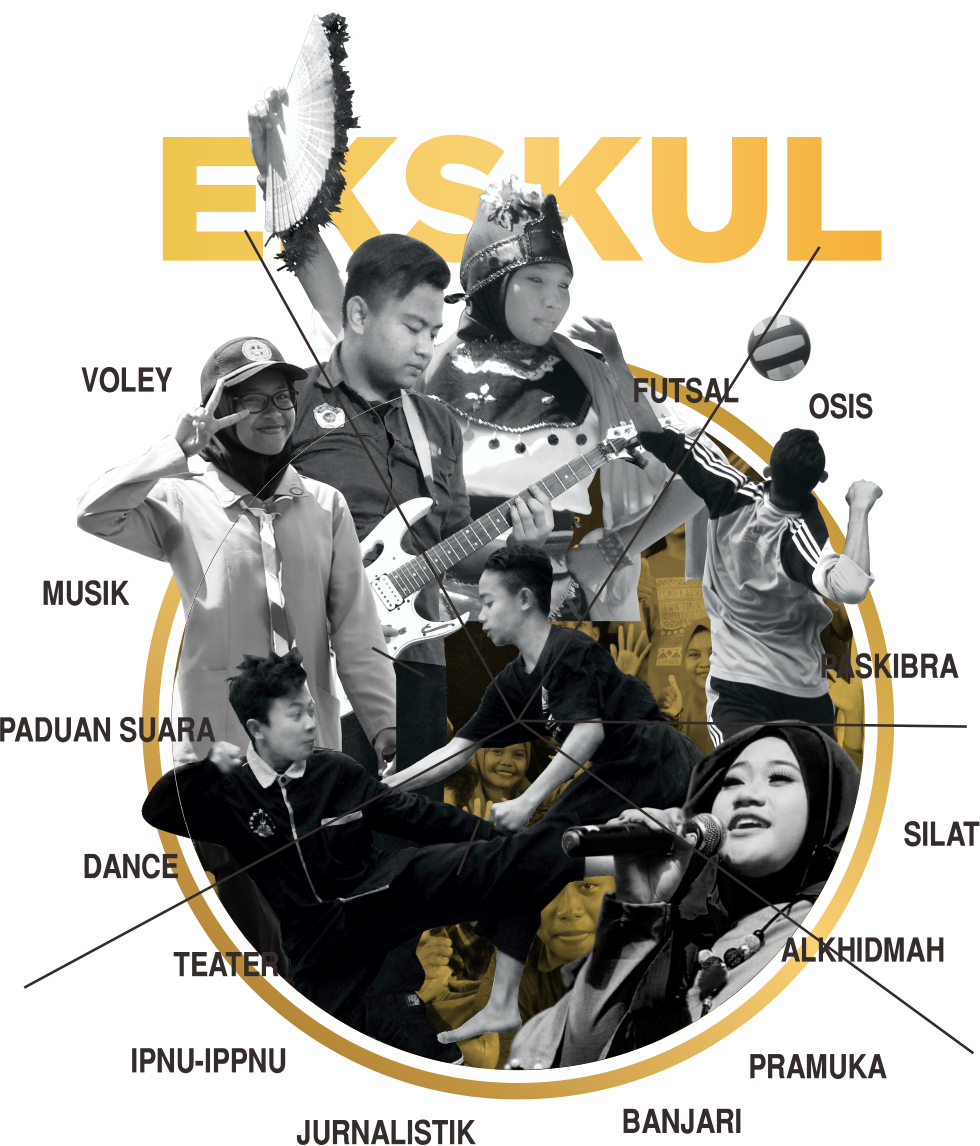 EKSKUL
VOLEY
FUTSAL
OSIS
MUSIK
PASKIBRA
PADUAN SUARA
SILAT
DANCE
ALKHIDMAH
TEATER
IPNU-IPPNU
PRAMUKA
BANJARI
JURNALISTIK